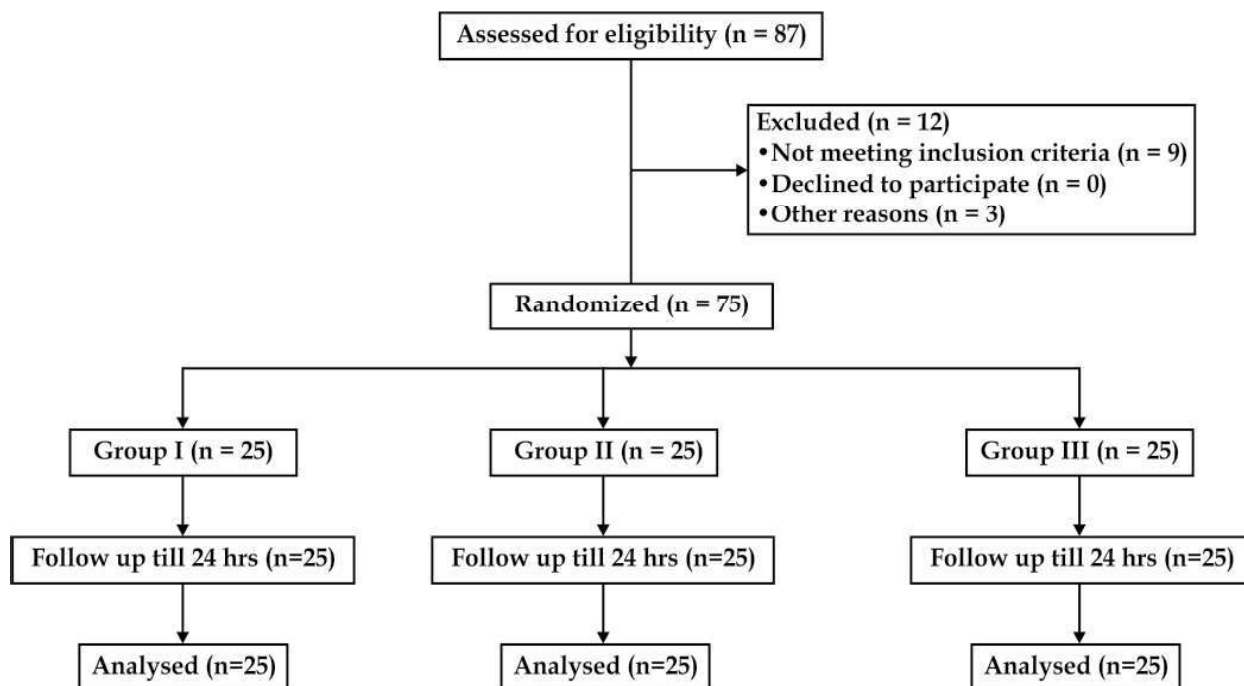 Assessed for eligibility (n = 87)
Excluded (n = 12)
•Not meeting inclusion criteria (n = 9)
•Declined to participate (n = 0)
•Other reasons (n = 3)
Randomized (n = 75)
Group I (n = 25)
Group II (n = 25)
Group III (n = 25)
Follow up till 24 hrs (n=25)
Follow up till 24 hrs (n=25)
Follow up till 24 hrs (n=25)
Analysed (n=25)
Analysed (n=25)
Analysed (n=25)